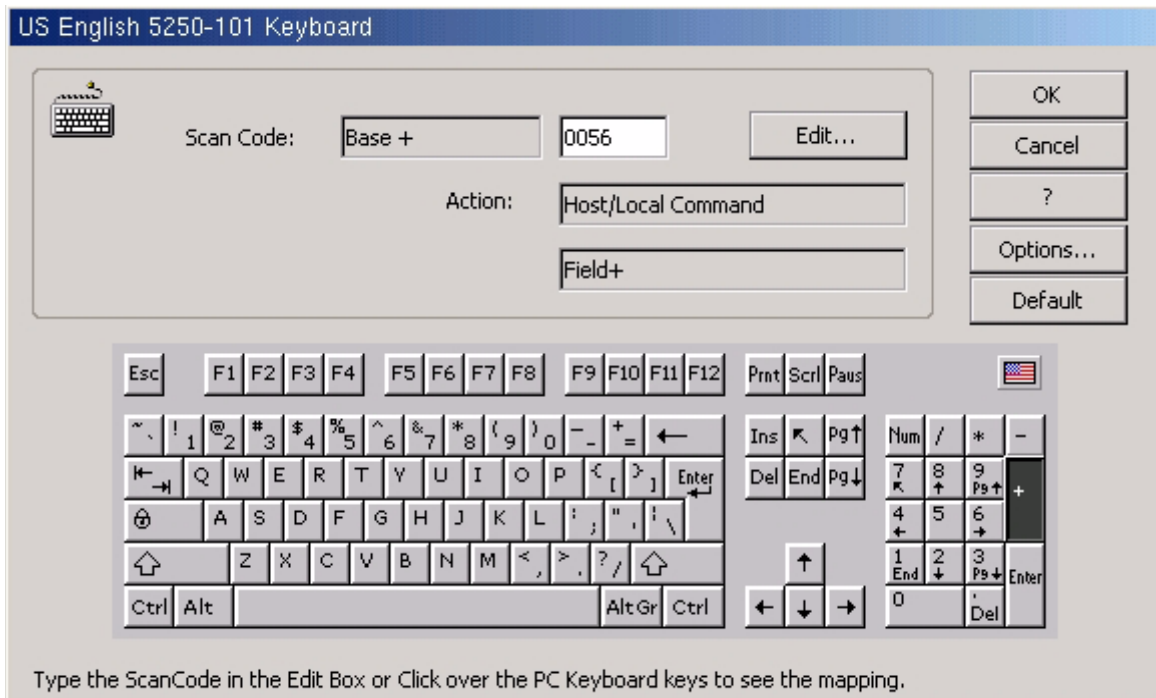 US English 5250-101 Keyboard
Scan Code: Base + 0056 Edit...
Action: Host/Local Command
Field+
OK
Cancel
?
Options...
Default
Esc F1 F2 F3 F4 F5 F6 F7 F8 F9 F10 F11 F12 Prnt Scrl Paus
~ ` ! 1 @ 2 # 3 $ 4 % 5 ^ 6 & 7 * 8 ( 9 ) 0 _ - + = ← Ins ↖ Pg↑ Num / * -
Q W E R T Y U I O P { [ } ] Enter Del End Pg↓ 7 ↖ 8 ↑ 9 Pg↑ +
A S D F G H J K L : ; " ' ¦ \ 4 ← 5 6 →
Z X C V B N M < , > . ? / ↑ 1 End 2 ↓ 3 Pg↓ Enter
Ctrl Alt AltGr Ctrl ← ↓ → 0 . Del
Type the ScanCode in the Edit Box or Click over the PC Keyboard keys to see the mapping.